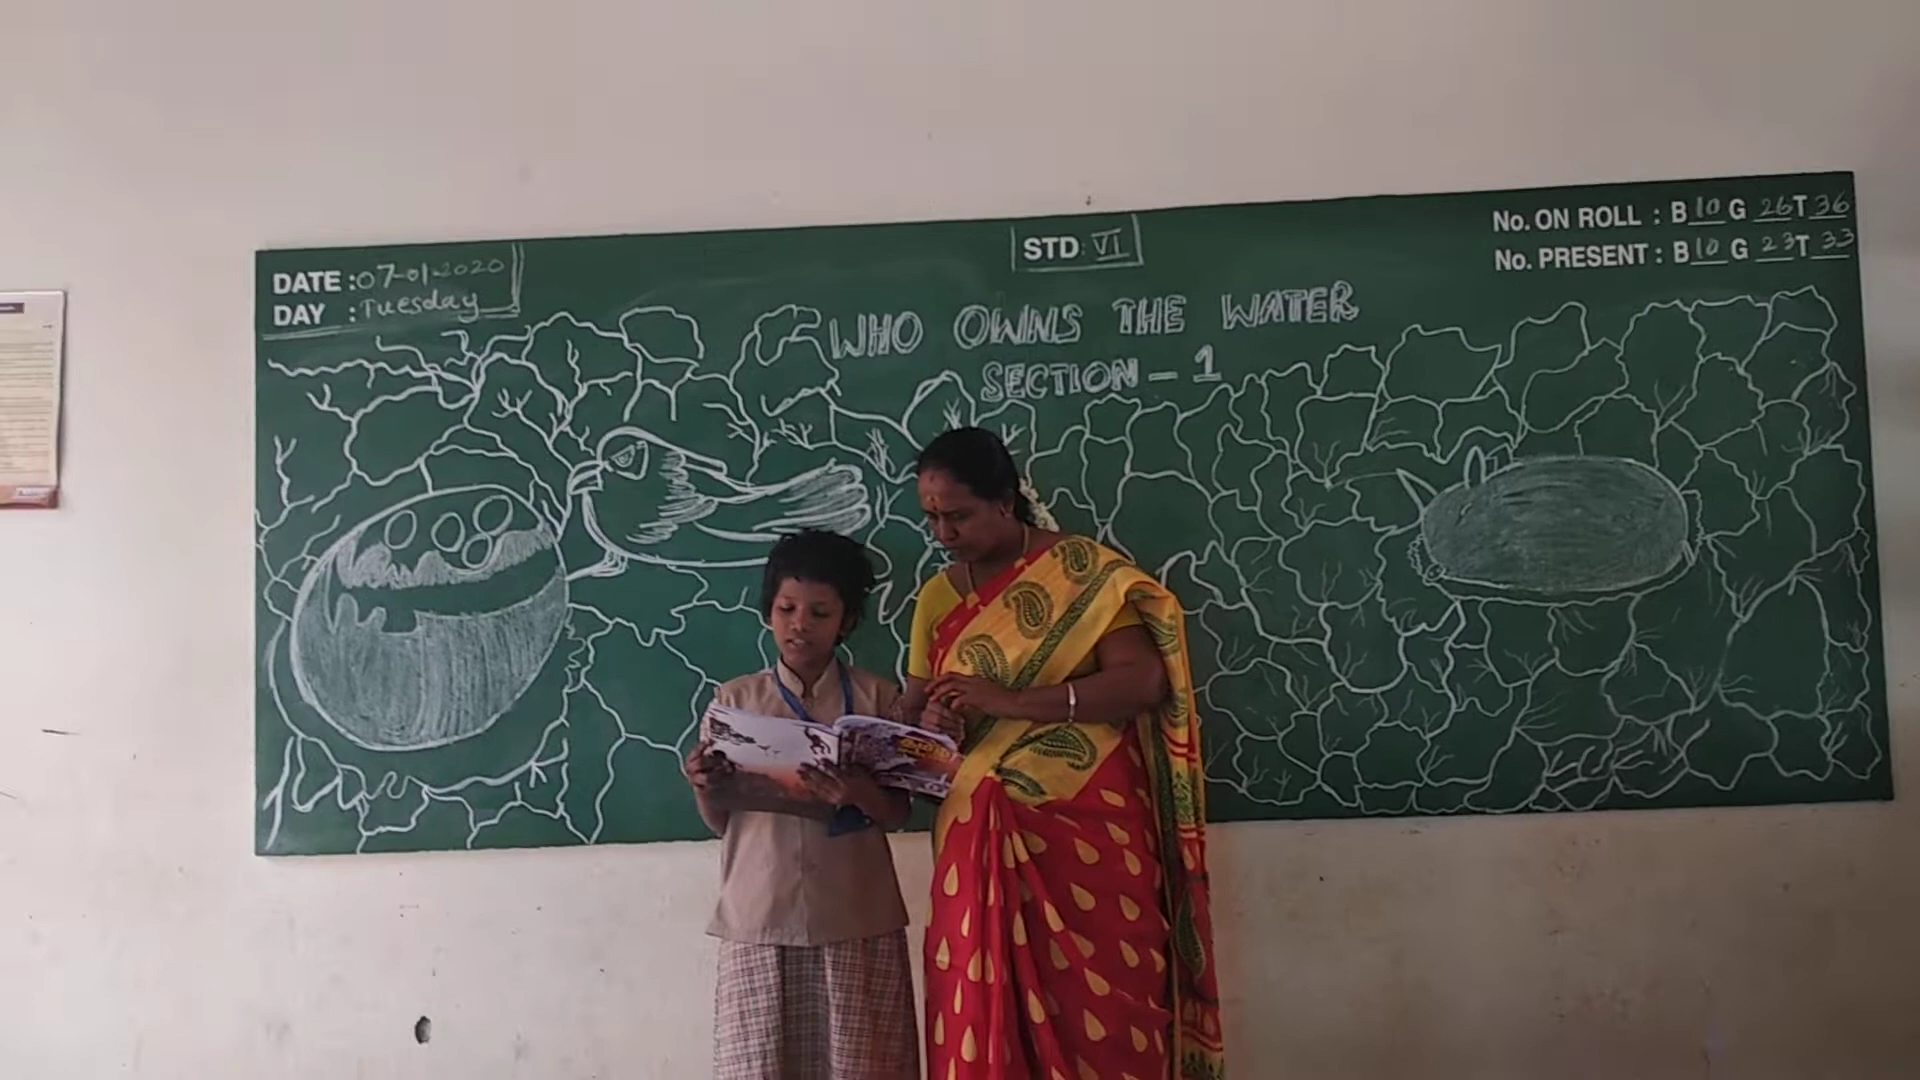 DATE : 07-01-2020
DAY : Tuesday
STD : VI
No. ON ROLL : B 10 G 26 T 36
No. PRESENT : B 10 G 23 T 33
WHO OWNS THE WATER
SECTION - 1